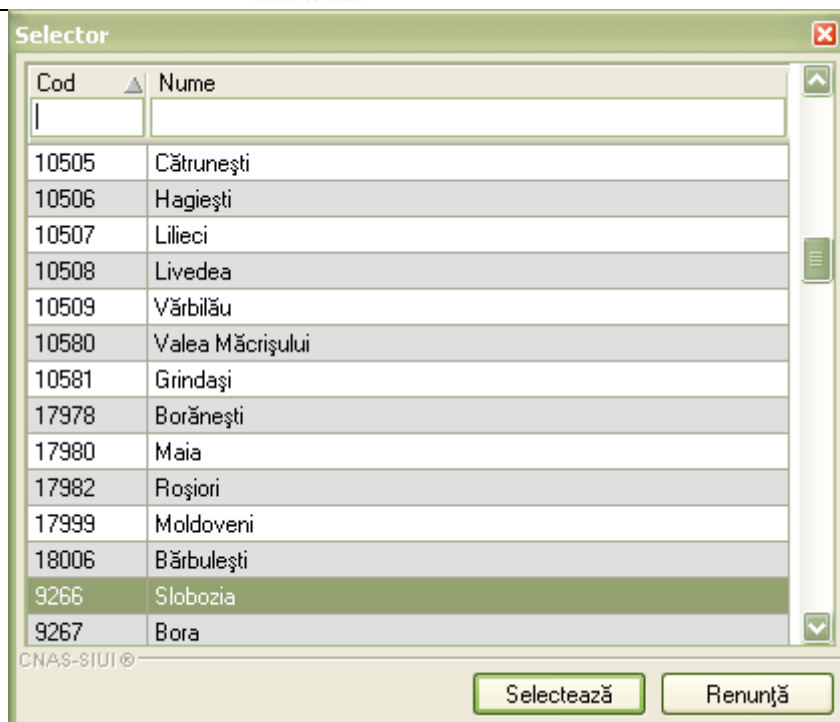 Selector
Cod Nume
10505 Cătruneşti
10506 Hagieşti
10507 Lilieci
10508 Livedea
10509 Vărbilău
10580 Valea Măcrişului
10581 Grindaşi
17978 Borăneşti
17980 Maia
17982 Roşiori
17999 Moldoveni
18006 Bărbuleşti
9266 Slobozia
9267 Bora
CNAS-SIUI®
Selectează Renunţă